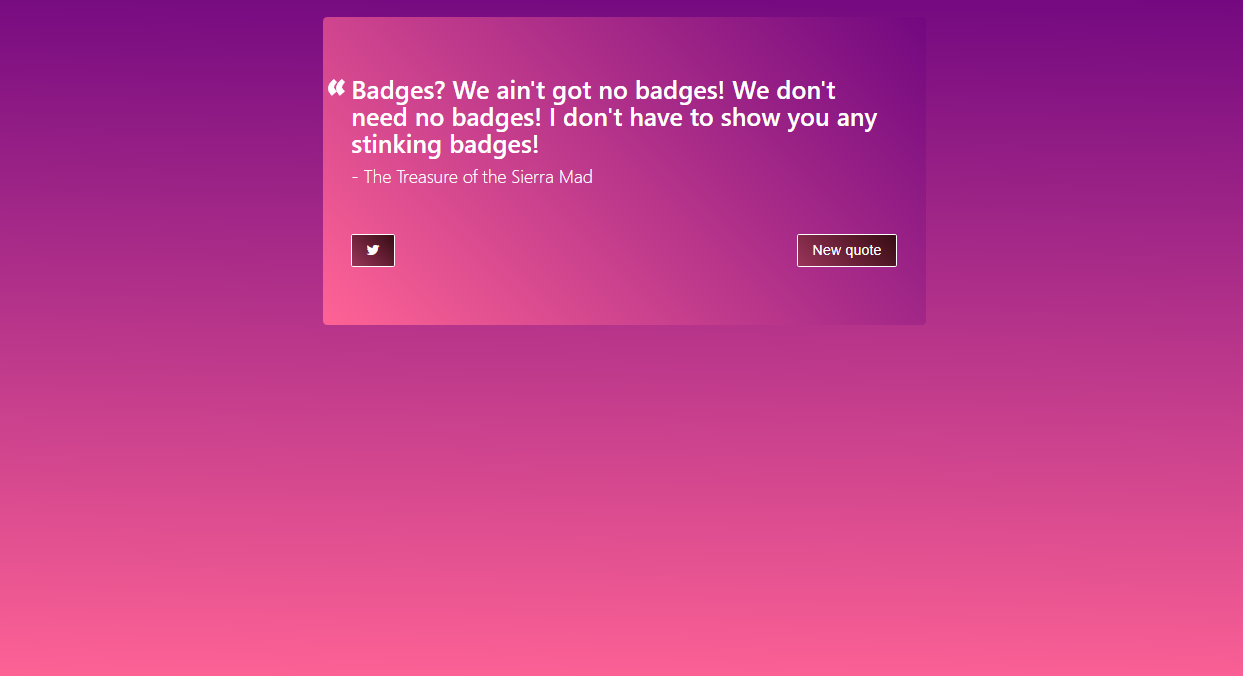 “ Badges? We ain't got no badges! We don't
need no badges! I don't have to show you any
stinking badges!
- The Treasure of the Sierra Mad
New quote